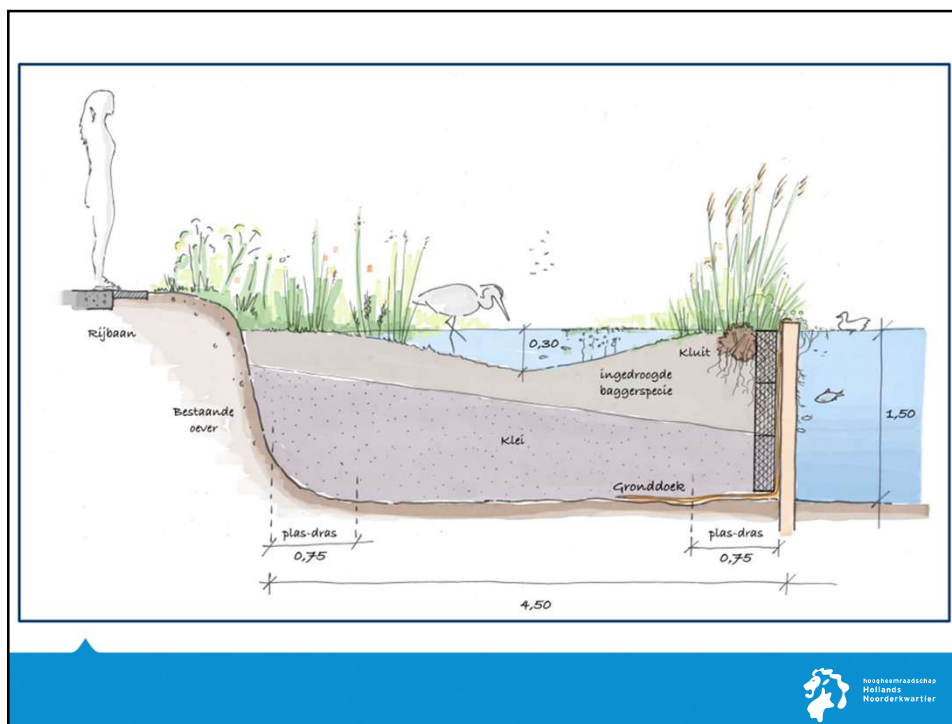 Rijbaan
0,30
Kluit
ingedroogde
baggerspecie
Bestaande
oever
1,50
Klei
Gronddoek
plas-dras
0,75
plas-dras
0,75
4,50
hoogheemraadschap
Hollands
Noorderkwartier